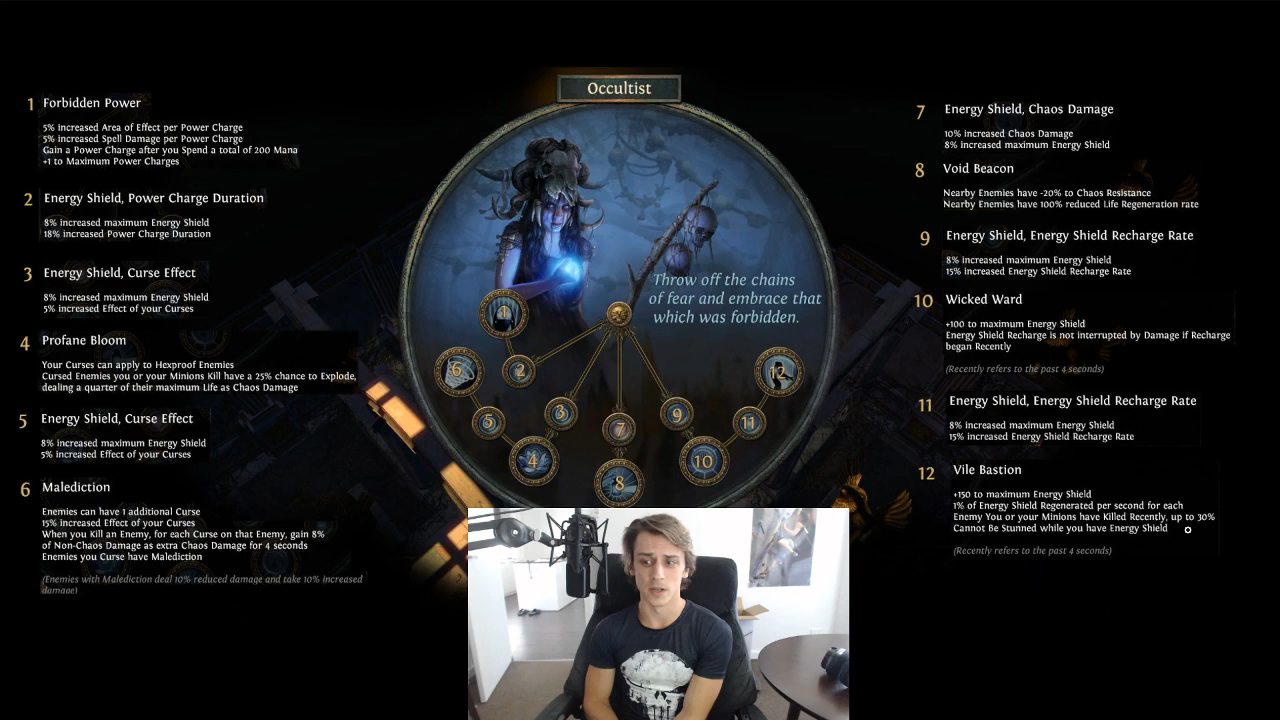 Occultist
Throw off the chains
of fear and embrace that
which was forbidden.
1 Forbidden Power
5% increased Area of Effect per Power Charge
5% increased Spell Damage per Power Charge
Gain a Power Charge after you Spend a total of 200 Mana
+1 to Maximum Power Charges
2 Energy Shield, Power Charge Duration
8% increased maximum Energy Shield
18% increased Power Charge Duration
3 Energy Shield, Curse Effect
8% increased maximum Energy Shield
5% increased Effect of your Curses
4 Profane Bloom
Your Curses can apply to Hexproof Enemies
Cursed Enemies you or your Minions Kill have a 25% chance to Explode,
dealing a quarter of their maximum Life as Chaos Damage
5 Energy Shield, Curse Effect
8% increased maximum Energy Shield
5% increased Effect of your Curses
6 Malediction
Enemies can have 1 additional Curse
15% increased Effect of your Curses
When you Kill an Enemy, for each Curse on that Enemy, gain 8%
of Non-Chaos Damage as extra Chaos Damage for 4 seconds
Enemies you Curse have Malediction
(Enemies with Malediction deal 10% reduced damage and take 10% increased
damage)
1
6
2
12
5
3
7
9
11
4
8
10
7 Energy Shield, Chaos Damage
10% increased Chaos Damage
8% increased maximum Energy Shield
8 Void Beacon
Nearby Enemies have -20% to Chaos Resistance
Nearby Enemies have 100% reduced Life Regeneration rate
9 Energy Shield, Energy Shield Recharge Rate
8% increased maximum Energy Shield
15% increased Energy Shield Recharge Rate
10 Wicked Ward
+100 to maximum Energy Shield
Energy Shield Recharge is not interrupted by Damage if Recharge
began Recently
(Recently refers to the past 4 seconds)
11 Energy Shield, Energy Shield Recharge Rate
8% increased maximum Energy Shield
15% increased Energy Shield Recharge Rate
12 Vile Bastion
+150 to maximum Energy Shield
1% of Energy Shield Regenerated per second for each
Enemy You or your Minions have Killed Recently, up to 30%
Cannot Be Stunned while you have Energy Shield
(Recently refers to the past 4 seconds)